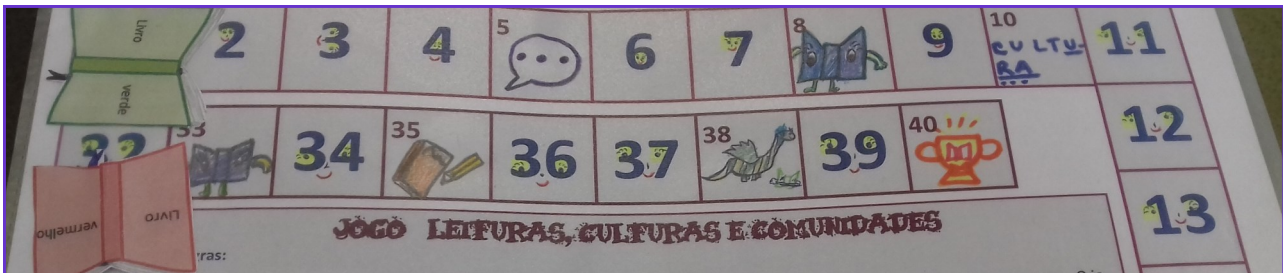 Livro
verde
2 3 4 5 6 7 8 9 10 11
CULTU-
RA
12
33 34 35 36 37 38 39 40
13
JOGO LEITURAS, CULTURAS E COMUNIDADES
Livro
vermelho